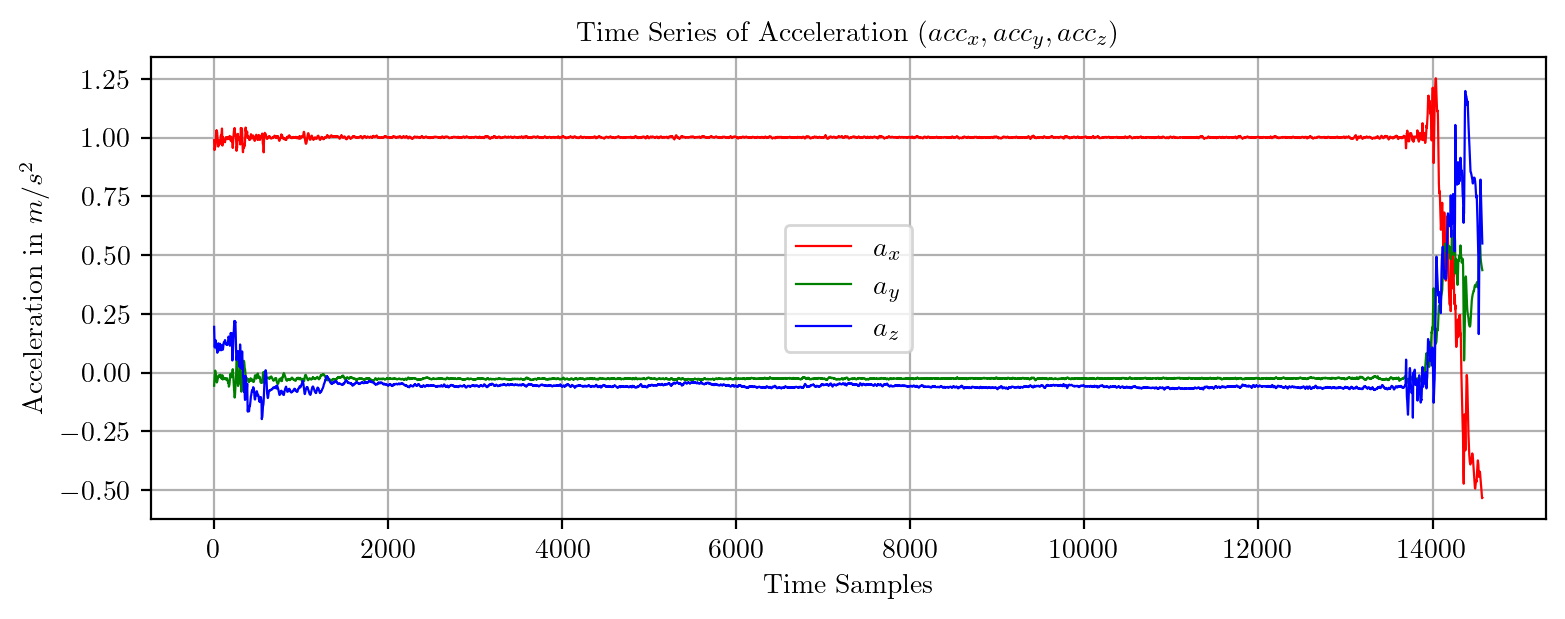 Time Series of Acceleration (acc_x, acc_y, acc_z)
Acceleration in m/s^2
1.25
1.00
0.75
0.50
0.25
0.00
−0.25
−0.50
a_x
a_y
a_z
0 2000 4000 6000 8000 10000 12000 14000
Time Samples